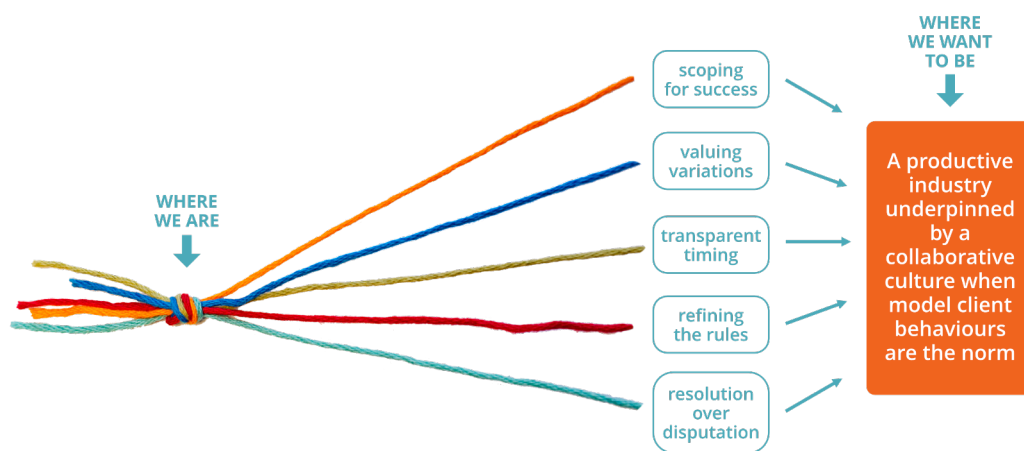 WHERE
WE ARE
scoping
for success
valuing
variations
transparent
timing
refining
the rules
resolution
over
disputation
WHERE
WE WANT
TO BE
A productive
industry
underpinned
by a
collaborative
culture when
model client
behaviours
are the norm